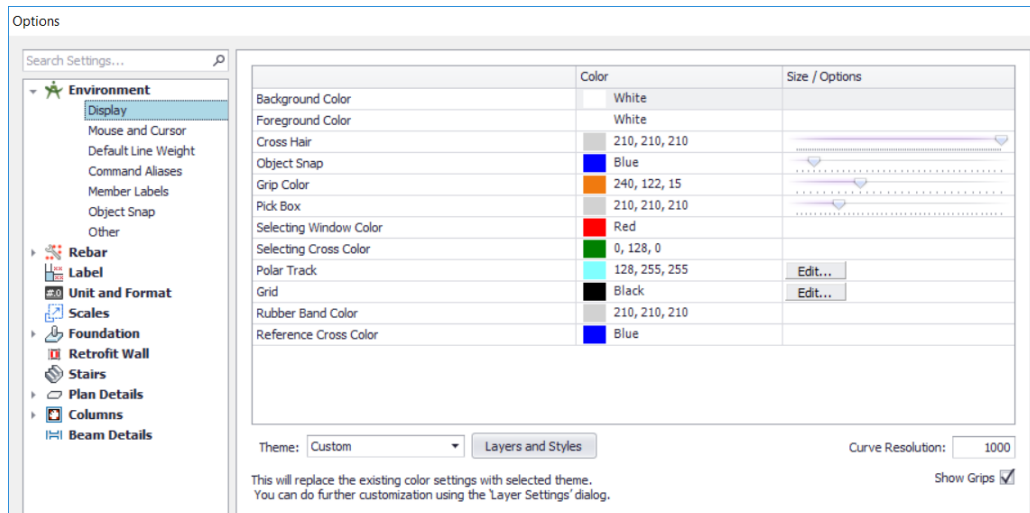 Options
Search Settings...
Environment
Display
Mouse and Cursor
Default Line Weight
Command Aliases
Member Labels
Object Snap
Other
Rebar
Label
Unit and Format
Scales
Foundation
Retrofit Wall
Stairs
Plan Details
Columns
Beam Details
Color Size / Options
Background Color White
Foreground Color White
Cross Hair 210, 210, 210
Object Snap Blue
Grip Color 240, 122, 15
Pick Box 210, 210, 210
Selecting Window Color Red
Selecting Cross Color 0, 128, 0
Polar Track 128, 255, 255 Edit...
Grid Black Edit...
Rubber Band Color 210, 210, 210
Reference Cross Color Blue
Theme: Custom Layers and Styles Curve Resolution: 1000
This will replace the existing color settings with selected theme. Show Grips
You can do further customization using the 'Layer Settings' dialog.